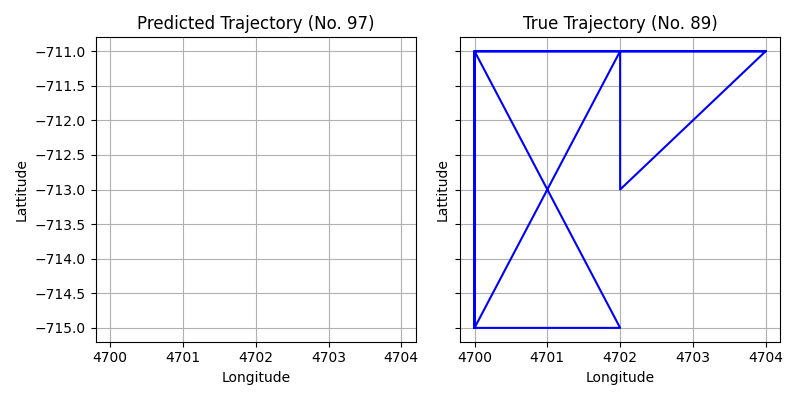 Predicted Trajectory (No. 97)
True Trajectory (No. 89)
−711.0
−711.5
−712.0
−712.5
−713.0
−713.5
−714.0
−714.5
−715.0
Lattitude
Lattitude
4700 4701 4702 4703 4704
4700 4701 4702 4703 4704
Longitude
Longitude